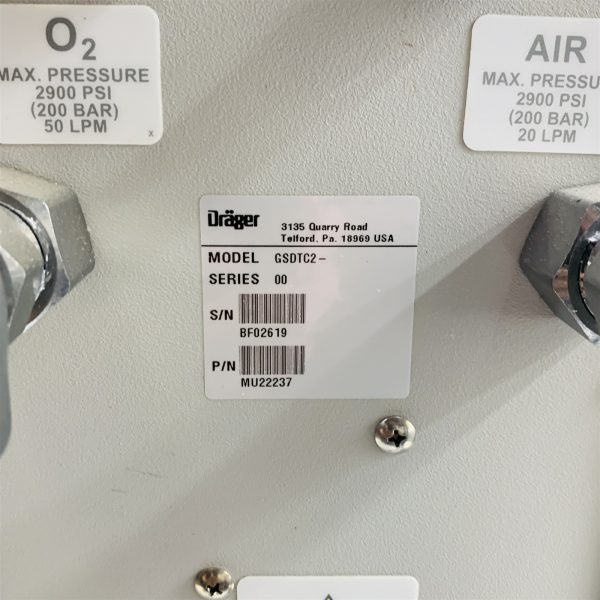 O2
MAX. PRESSURE
2900 PSI
(200 BAR)
50 LPM
x
AIR
MAX. PRESSU
2900 PSI
(200 BAR)
20 LPM
Dräger
3135 Quarry Road
Telford, Pa. 18969 USA
MODEL GSDTC2-
SERIES 00
S/N
BF02619
P/N
MU22237